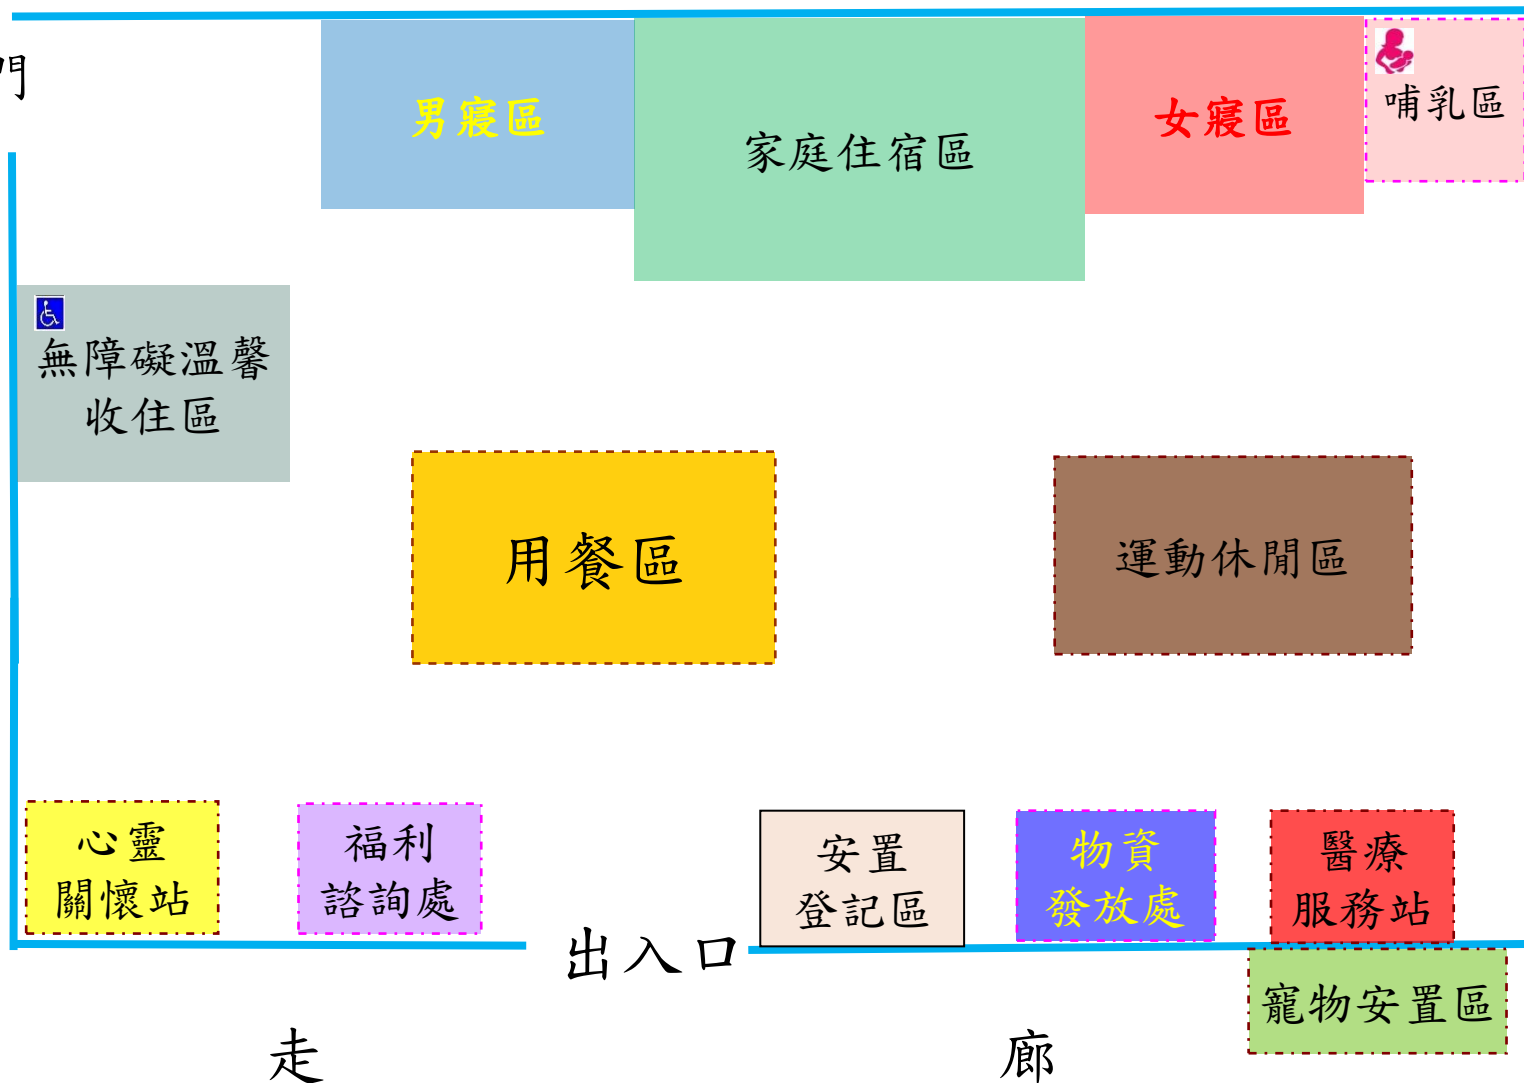 門
男寢區
家庭住宿區
女寢區
哺乳區
無障礙溫馨
收住區
用餐區
運動休閒區
心靈
關懷站
福利
諮詢處
安置
登記區
物資
發放處
醫療
服務站
出入口
寵物安置區
走
廊